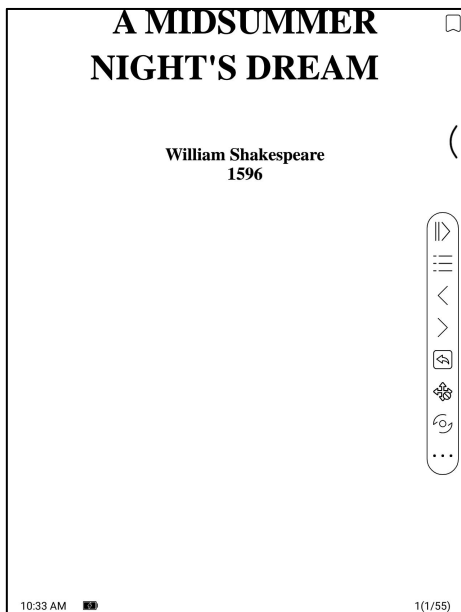 A MIDSUMMER
NIGHT'S DREAM
William Shakespeare
1596
10:33 AM
1(1/55)